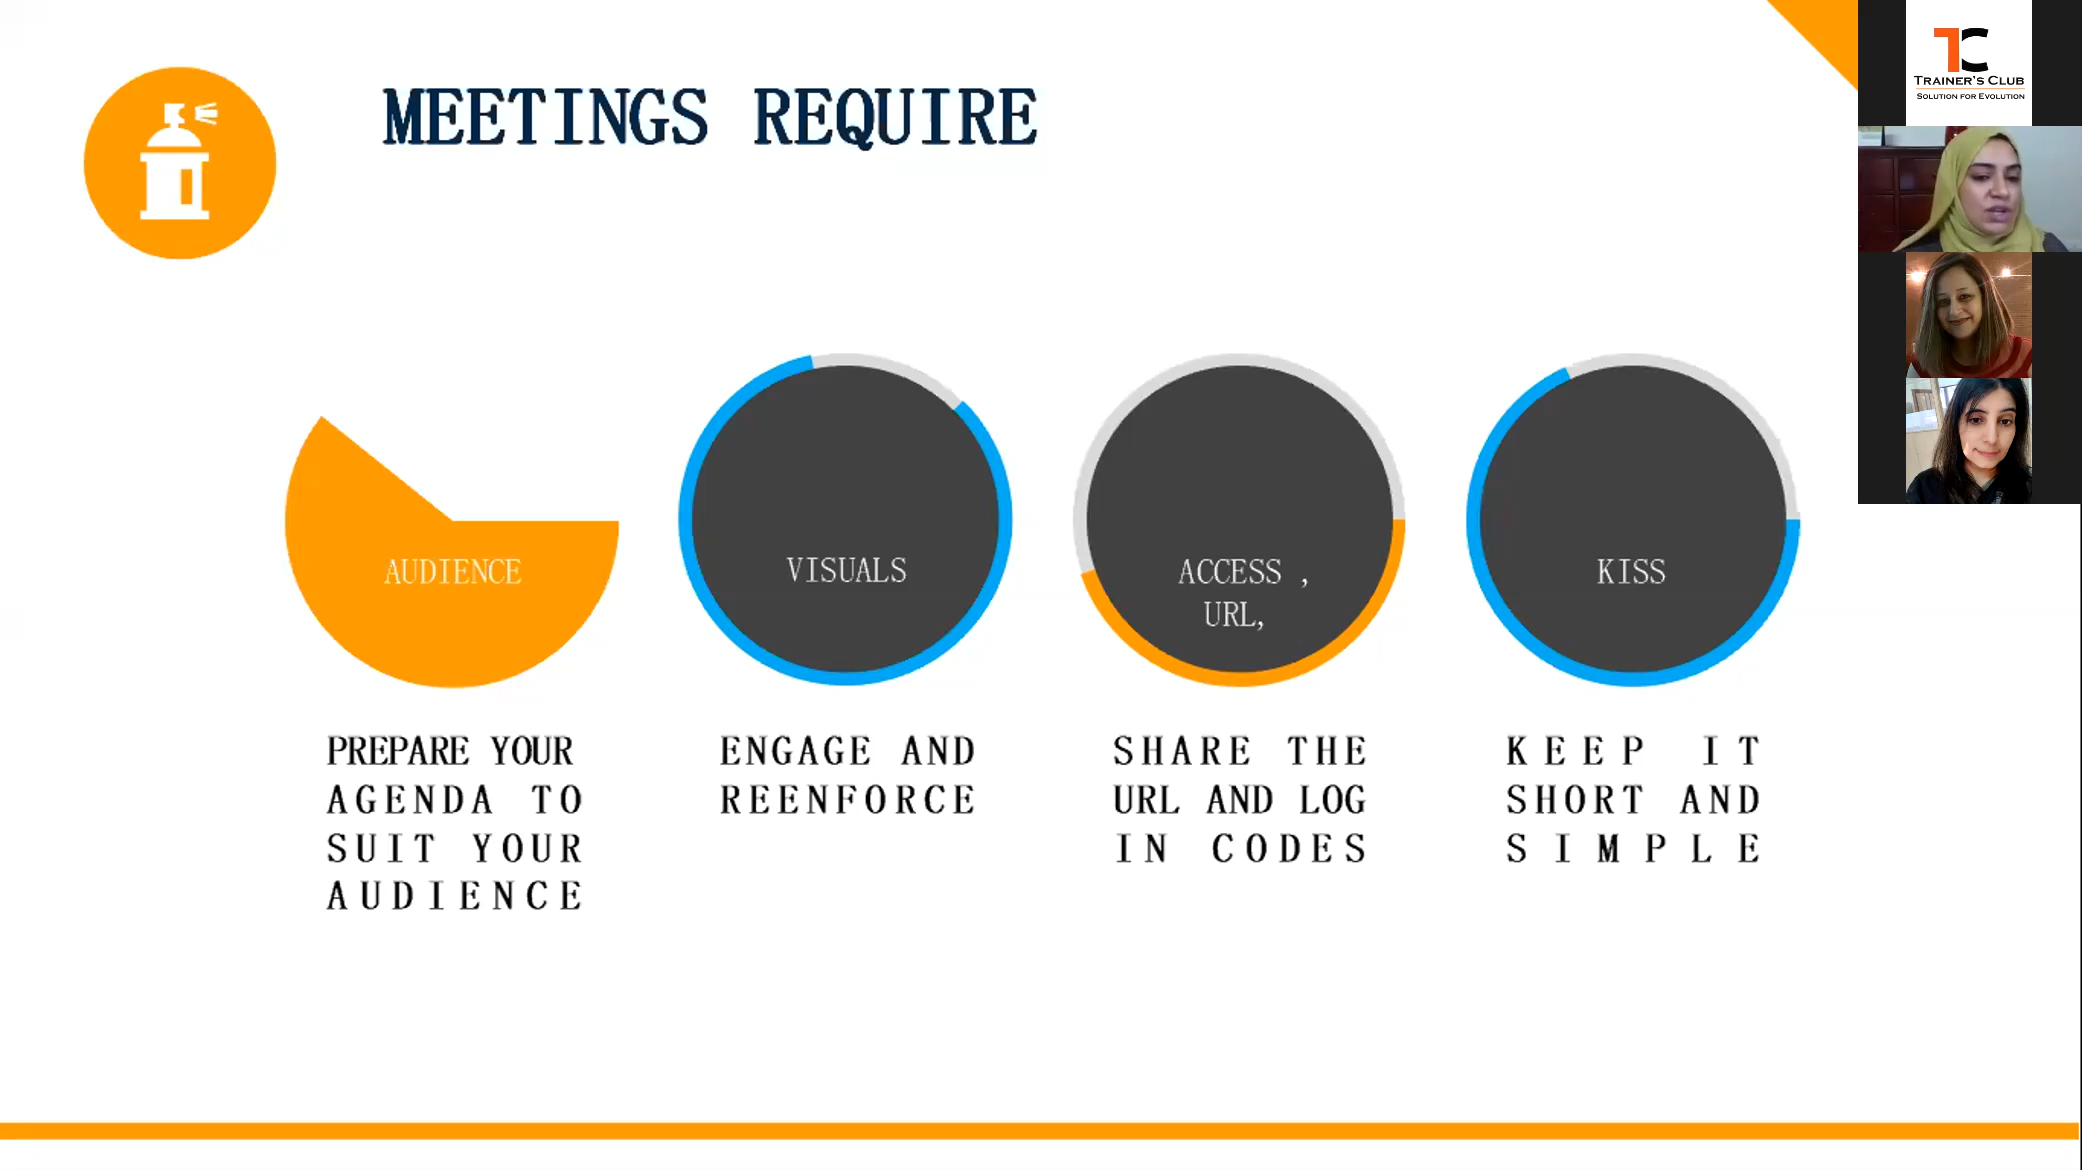 MEETINGS REQUIRE
TC
TRAINER'S CLUB
SOLUTION FOR EVOLUTION
AUDIENCE
VISUALS
ACCESS ,
URL,
KISS
PREPARE YOUR
AGENDA TO
SUIT YOUR
AUDIENCE
ENGAGE AND
REENFORCE
SHARE THE
URL AND LOG
IN CODES
KEEP IT
SHORT AND
SIMPLE